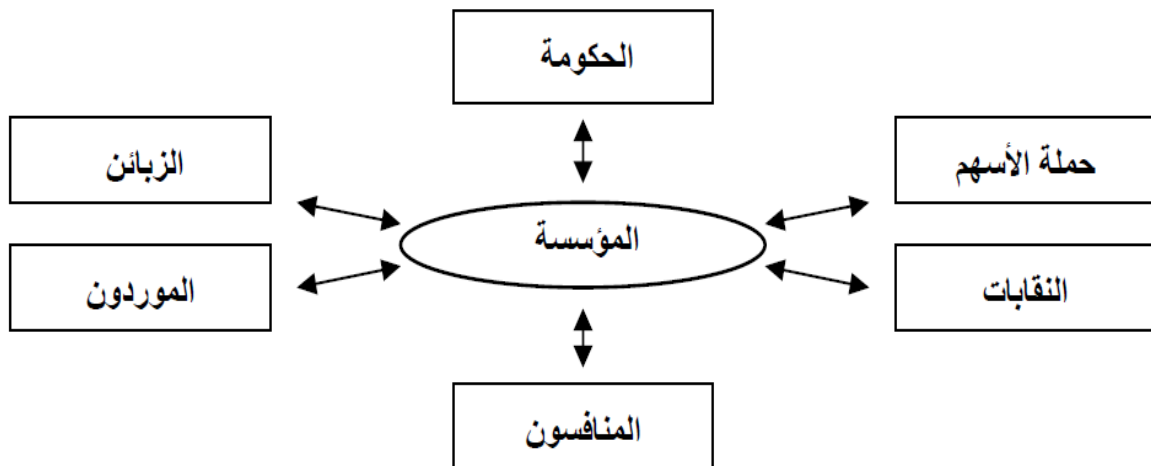 الحكومة
حملة الأسهم
الزبائن
المؤسسة
النقابات
الموردون
المنافسون